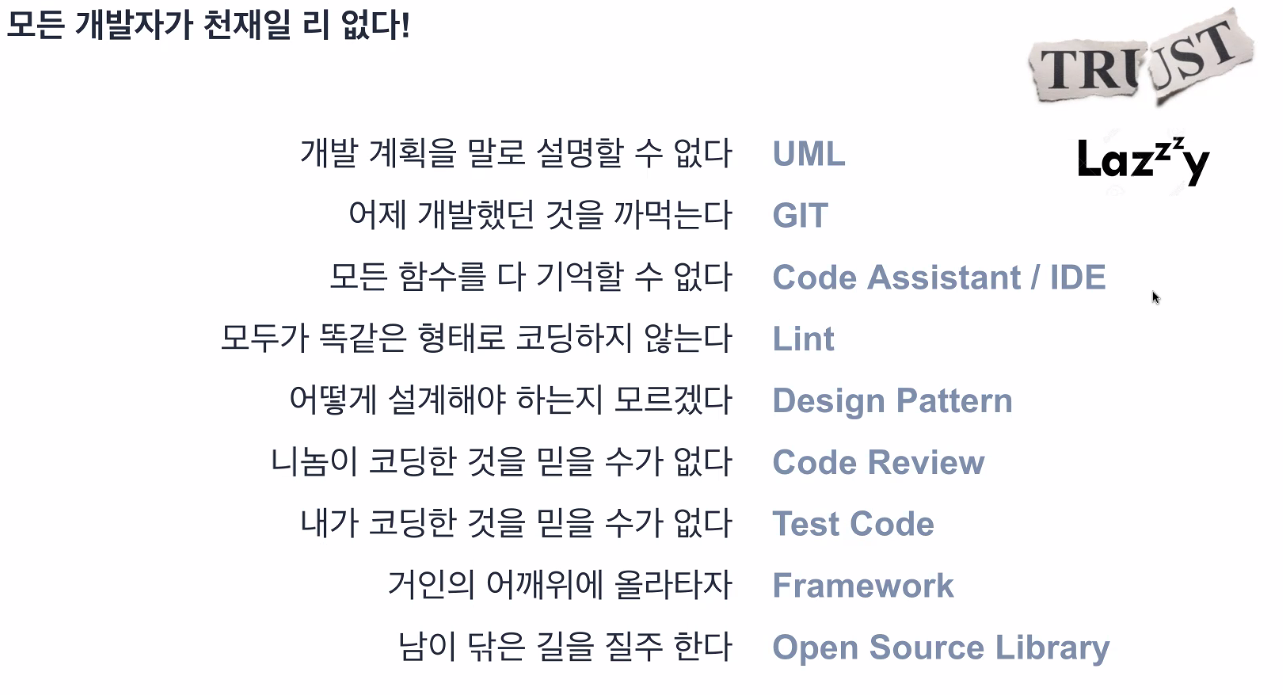 모든 개발자가 천재일 리 없다!
TRUST
Lazzzy
개발 계획을 말로 설명할 수 없다 UML
어제 개발했던 것을 까먹는다 GIT
모든 함수를 다 기억할 수 없다 Code Assistant / IDE
모두가 똑같은 형태로 코딩하지 않는다 Lint
어떻게 설계해야 하는지 모르겠다 Design Pattern
니놈이 코딩한 것을 믿을 수가 없다 Code Review
내가 코딩한 것을 믿을 수가 없다 Test Code
거인의 어깨위에 올라타자 Framework
남이 닦은 길을 질주 한다 Open Source Library